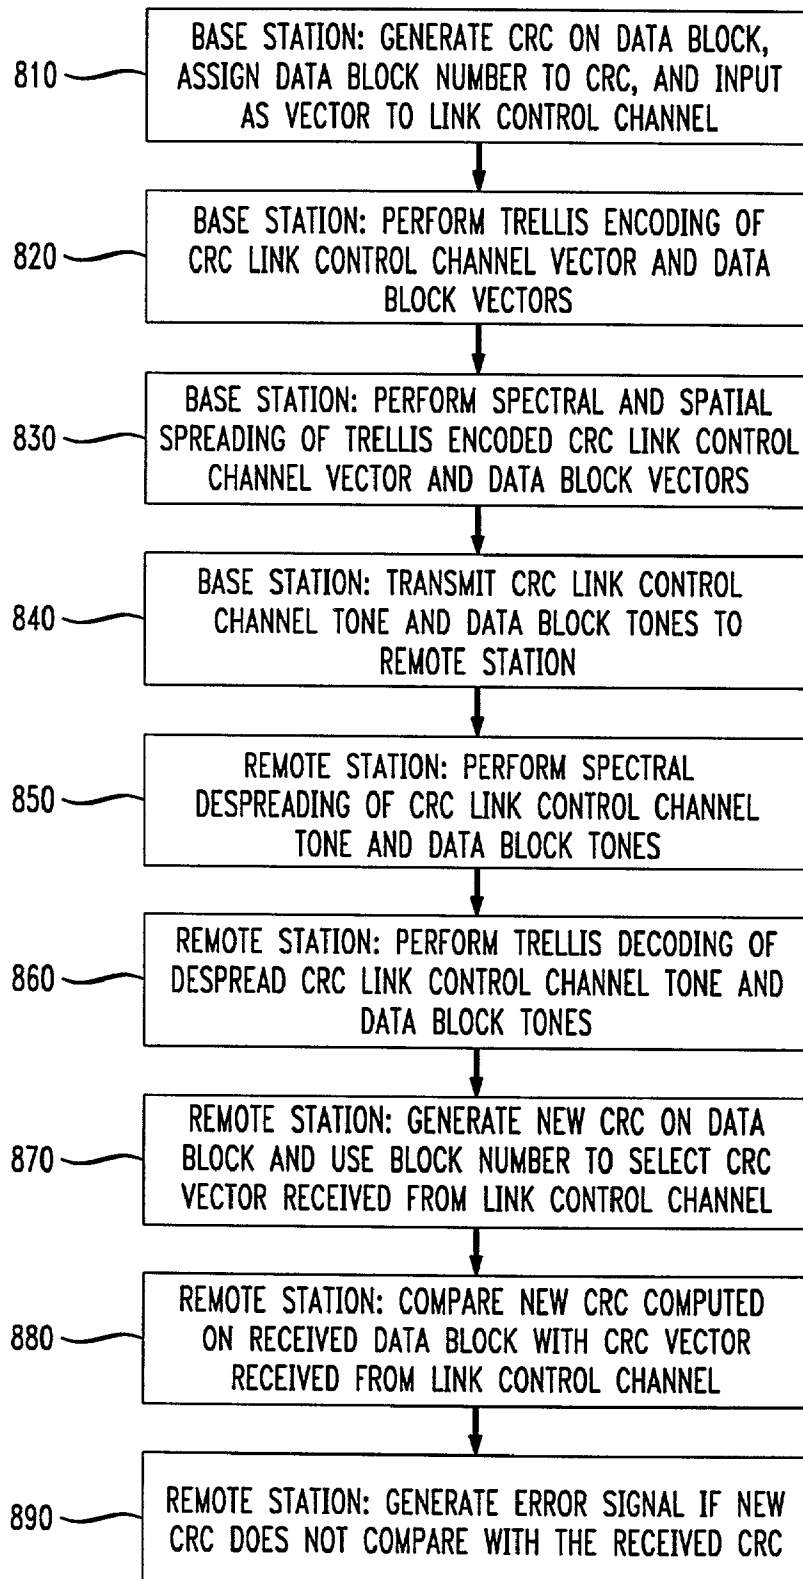 BASE STATION: GENERATE CRC ON DATA BLOCK,
810
ASSIGN DATA BLOCK NUMBER TO CRC, AND INPUT
AS VECTOR TO LINK CONTROL CHANNEL
BASE STATION: PERFORM TRELLIS ENCODING OF
820
CRC LINK CONTROL CHANNEL VECTOR AND DATA
BLOCK VECTORS
BASE STATION: PERFORM SPECTRAL AND SPATIAL
830
SPREADING OF TRELLIS ENCODED CRC LINK CONTROL
CHANNEL VECTOR AND DATA BLOCK VECTORS
BASE STATION: TRANSMIT CRC LINK CONTROL
840
CHANNEL TONE AND DATA BLOCK TONES TO
REMOTE STATION
REMOTE STATION: PERFORM SPECTRAL
850
DESPREADING OF CRC LINK CONTROL CHANNEL
TONE AND DATA BLOCK TONES
REMOTE STATION: PERFORM TRELLIS DECODING OF
860
DESPREAD CRC LINK CONTROL CHANNEL TONE AND
DATA BLOCK TONES
REMOTE STATION: GENERATE NEW CRC ON DATA
870
BLOCK AND USE BLOCK NUMBER TO SELECT CRC
VECTOR RECEIVED FROM LINK CONTROL CHANNEL
REMOTE STATION: COMPARE NEW CRC COMPUTED
880
ON RECEIVED DATA BLOCK WITH CRC VECTOR
RECEIVED FROM LINK CONTROL CHANNEL
890
REMOTE STATION: GENERATE ERROR SIGNAL IF NEW
CRC DOES NOT COMPARE WITH THE RECEIVED CRC